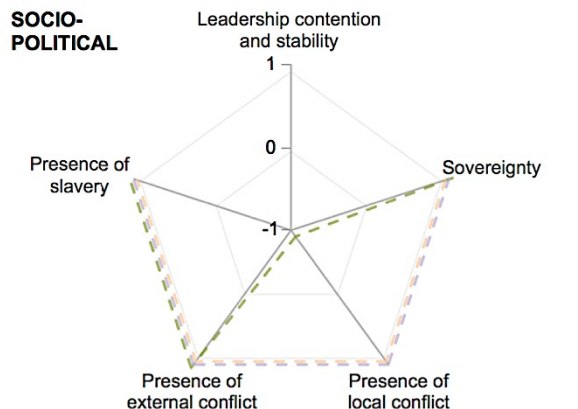 SOCIO-
POLITICAL
Leadership contention
and stability
1
0
Presence of
slavery
Sovereignty
-1
Presence of
external conflict
Presence of
local conflict